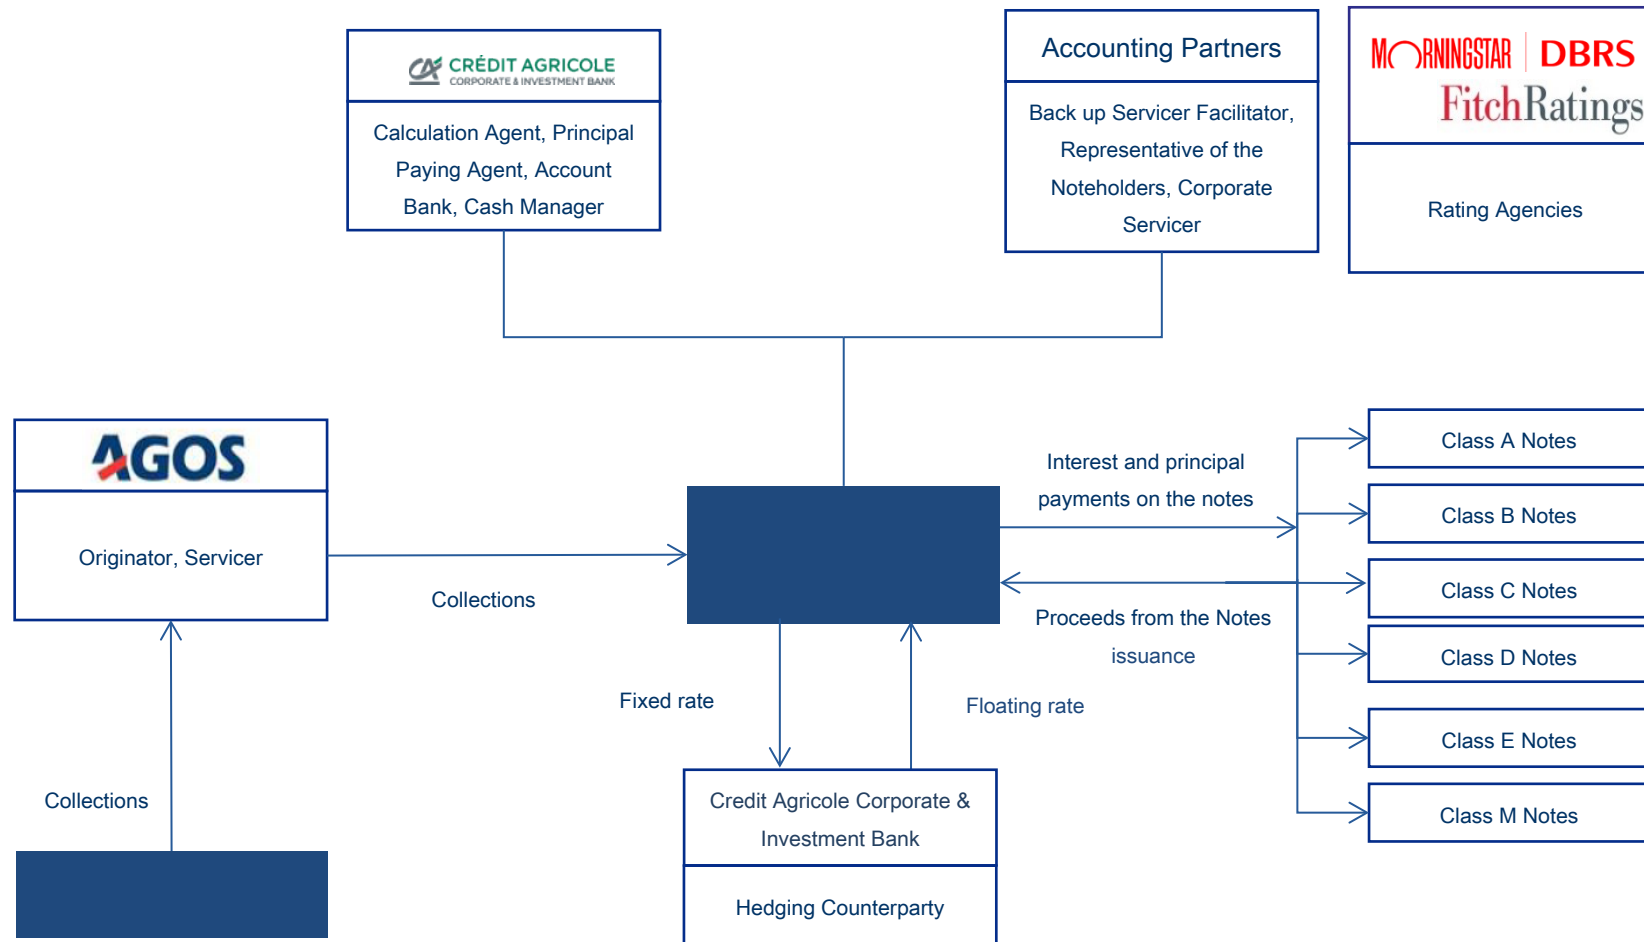 CRÉDIT AGRICOLE
CORPORATE & INVESTMENT BANK
Calculation Agent, Principal
Paying Agent, Account
Bank, Cash Manager
Accounting Partners
Back up Servicer Facilitator,
Representative of the
Noteholders, Corporate
Servicer
MORNINGSTAR | DBRS
FitchRatings
Rating Agencies
AGOS
Originator, Servicer
Collections
Interest and principal
payments on the notes
Proceeds from the Notes
issuance
Class A Notes
Class B Notes
Class C Notes
Class D Notes
Class E Notes
Class M Notes
Fixed rate
Floating rate
Collections
Credit Agricole Corporate &
Investment Bank
Hedging Counterparty